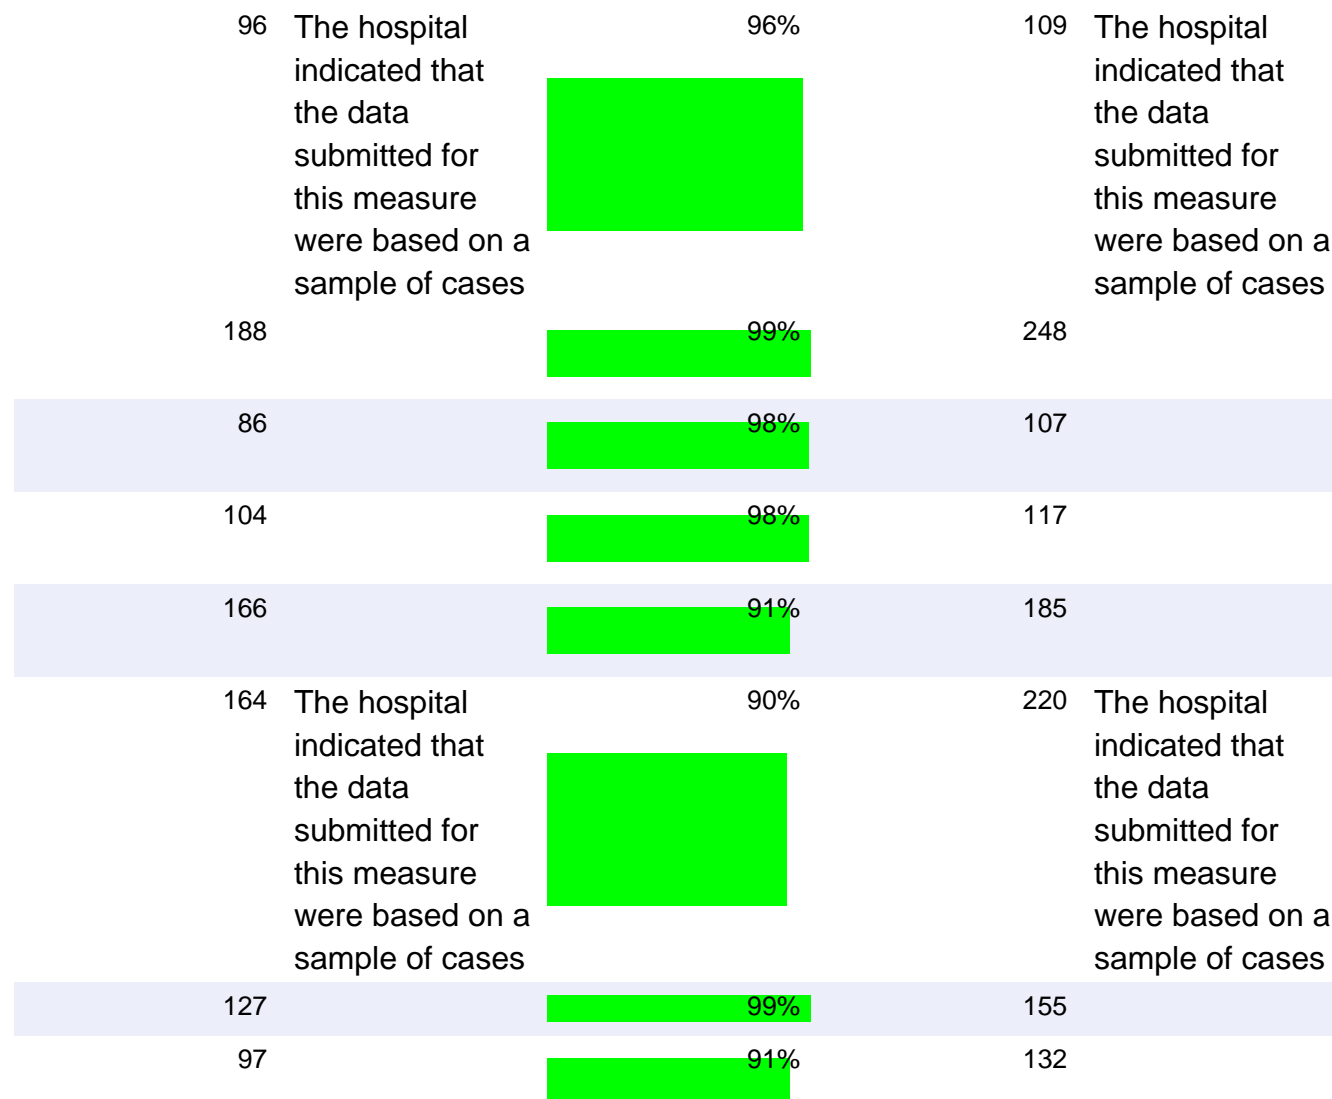 96 The hospital 96% 109 The hospital
indicated that indicated that
the data the data
submitted for submitted for
this measure this measure
were based on a were based on a
sample of cases sample of cases
188 99% 248
86 98% 107
104 98% 117
166 91% 185
164 The hospital 90% 220 The hospital
indicated that indicated that
the data the data
submitted for submitted for
this measure this measure
were based on a were based on a
sample of cases sample of cases
127 99% 155
97 91% 132